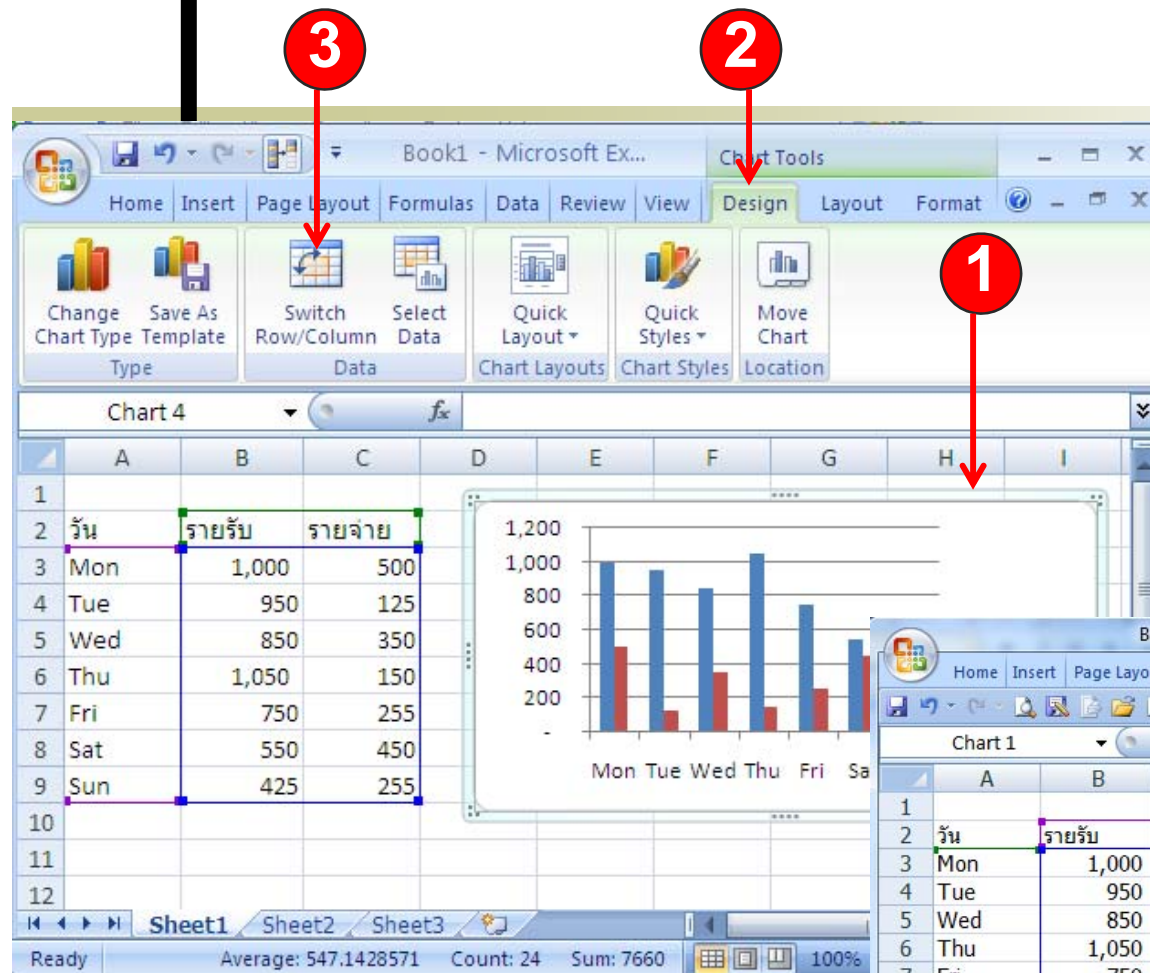 3 2
Book1 - Microsoft Ex... Chart Tools
Home Insert Page Layout Formulas Data Review View Design Layout Format
1
Change Chart Type
Save As Template
Switch Row/Column
Select Data
Quick Layout
Quick Styles
Move Chart
Type Data Chart Layouts Chart Styles Location
Chart 4 fx
A B C D E F G H I
1
2 วัน รายรับ รายจ่าย
3 Mon 1,000 500
4 Tue 950 125
5 Wed 850 350
6 Thu 1,050 150
7 Fri 750 255
8 Sat 550 450
9 Sun 425 255
10
11
12
1,200
1,000
800
600
400
200
-
Mon Tue Wed Thu Fri Sa
Sheet1 Sheet2 Sheet3
Ready Average: 547.1428571 Count: 24 Sum: 7660 100%
B
Home Insert Page Layo
Chart 1
A B
1
2 วัน รายรับ
3 Mon 1,000
4 Tue 950
5 Wed 850
6 Thu 1,050